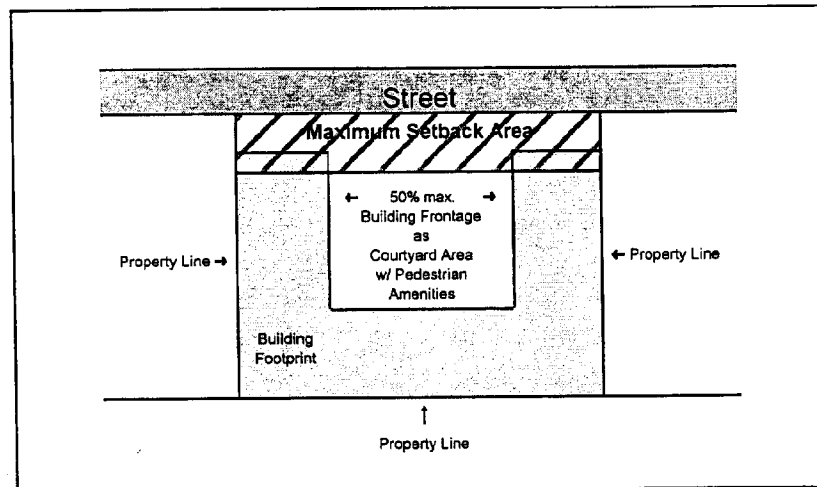 Street
Maximum Setback Area
← 50% max. →
Building Frontage
as
Courtyard Area
w/ Pedestrian
Amenities
Property Line →
← Property Line
Building
Footprint
↑
Property Line